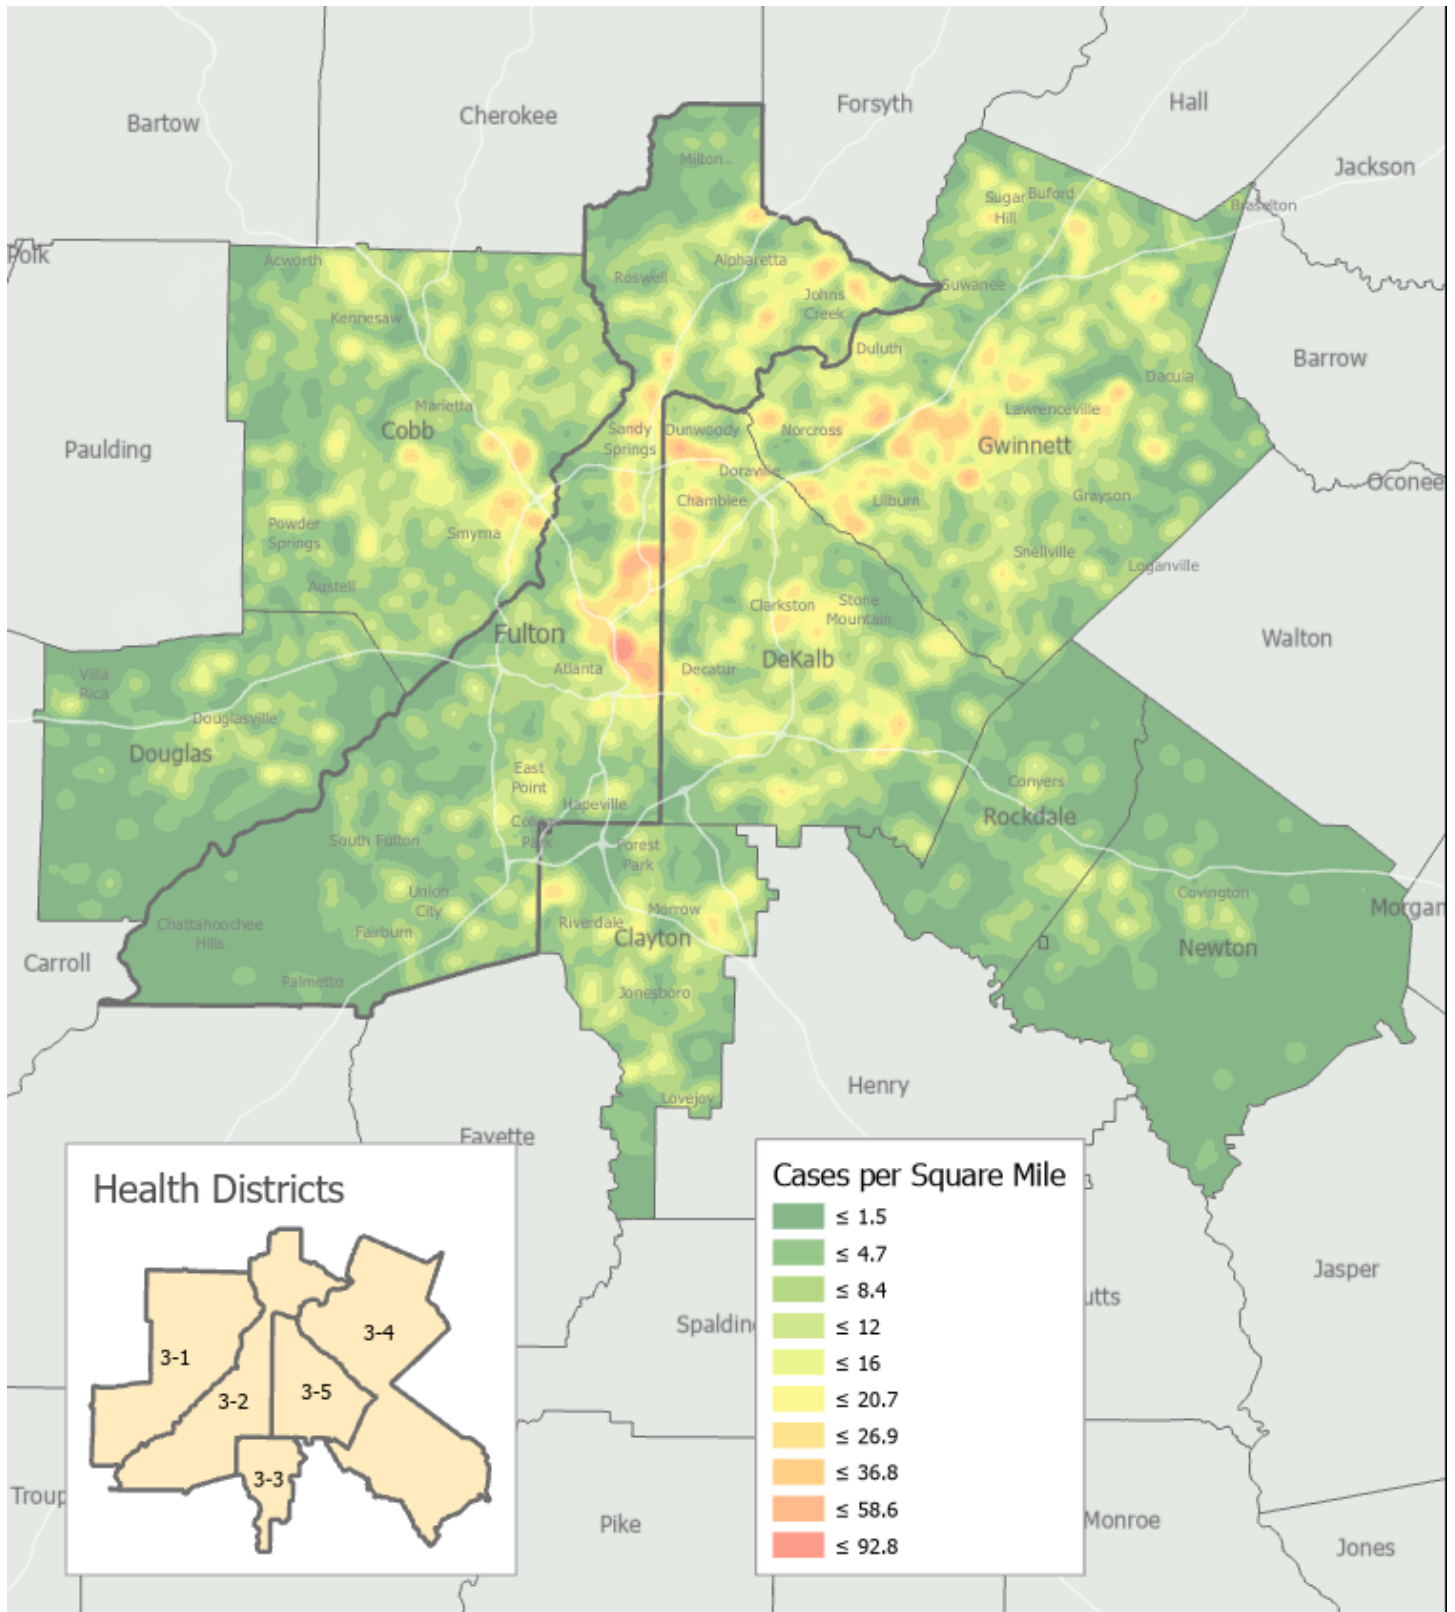 Bartow
Cherokee
Forsyth
Hall
Jackson
Milton
Sugar
Hill
Buford
Braselton
Polk
Acworth
Roswell
Alpharetta
Johns
Creek
Suwanee
Kennesaw
Duluth
Barrow
Dacula
Marietta
Cobb
Paulding
Sandy
Springs
Dunwoody
Norcross
Lawrenceville
Gwinnett
Doraville
Oconee
Chamblee
Lilburn
Grayson
Powder
Springs
Smyrna
Snellville
Loganville
Austell
Clarkston
Stone
Mountain
Fulton
Walton
Atlanta
Decatur
DeKalb
Villa
Rica
Douglasville
Douglas
East
Point
Hapeville
Conyers
Rockdale
College
Park
Forest
Park
South Fulton
Union
City
Riverdale
Morrow
Covington
Morgan
Chattahoochee
Hills
Fairburn
Clayton
Newton
Carroll
Palmetto
Jonesboro
Henry
Lovejoy
Fayette
Health Districts
3-1
3-2
3-5
3-4
3-3
Cases per Square Mile
≤ 1.5
≤ 4.7
≤ 8.4
≤ 12
≤ 16
≤ 20.7
≤ 26.9
≤ 36.8
≤ 58.6
≤ 92.8
Jasper
utts
Spaldin
Troup
Pike
Monroe
Jones